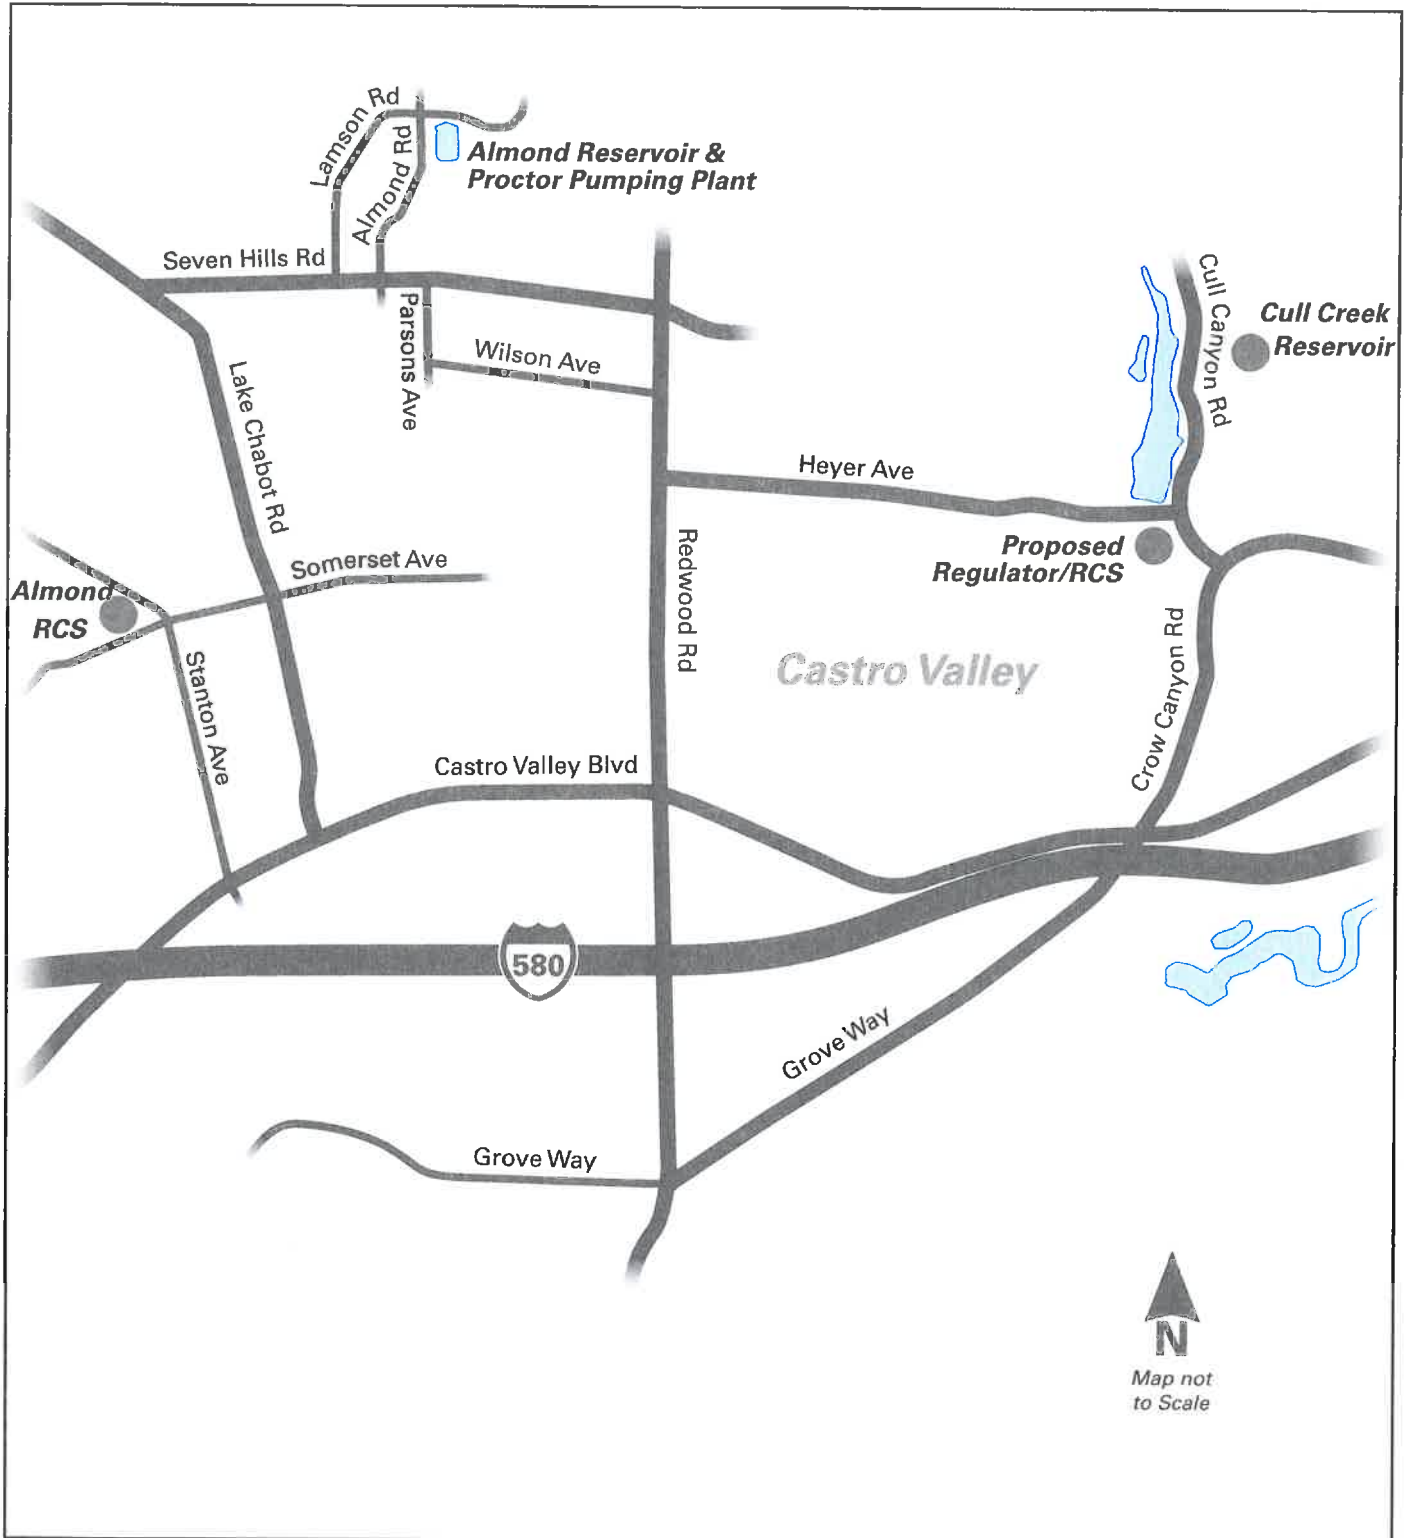 Lamson Rd
Almond Rd
Almond Reservoir &
Proctor Pumping Plant
Seven Hills Rd
Parsons Ave
Wilson Ave
Cull Canyon Rd
Cull Creek
Reservoir
Lake Chabot Rd
Heyer Ave
Somerset Ave
Redwood Rd
Proposed
Regulator/RCS
Almond
RCS
Stanton Ave
Castro Valley
Crow Canyon Rd
Castro Valley Blvd
580
Grove Way
Grove Way
N
Map not
to Scale